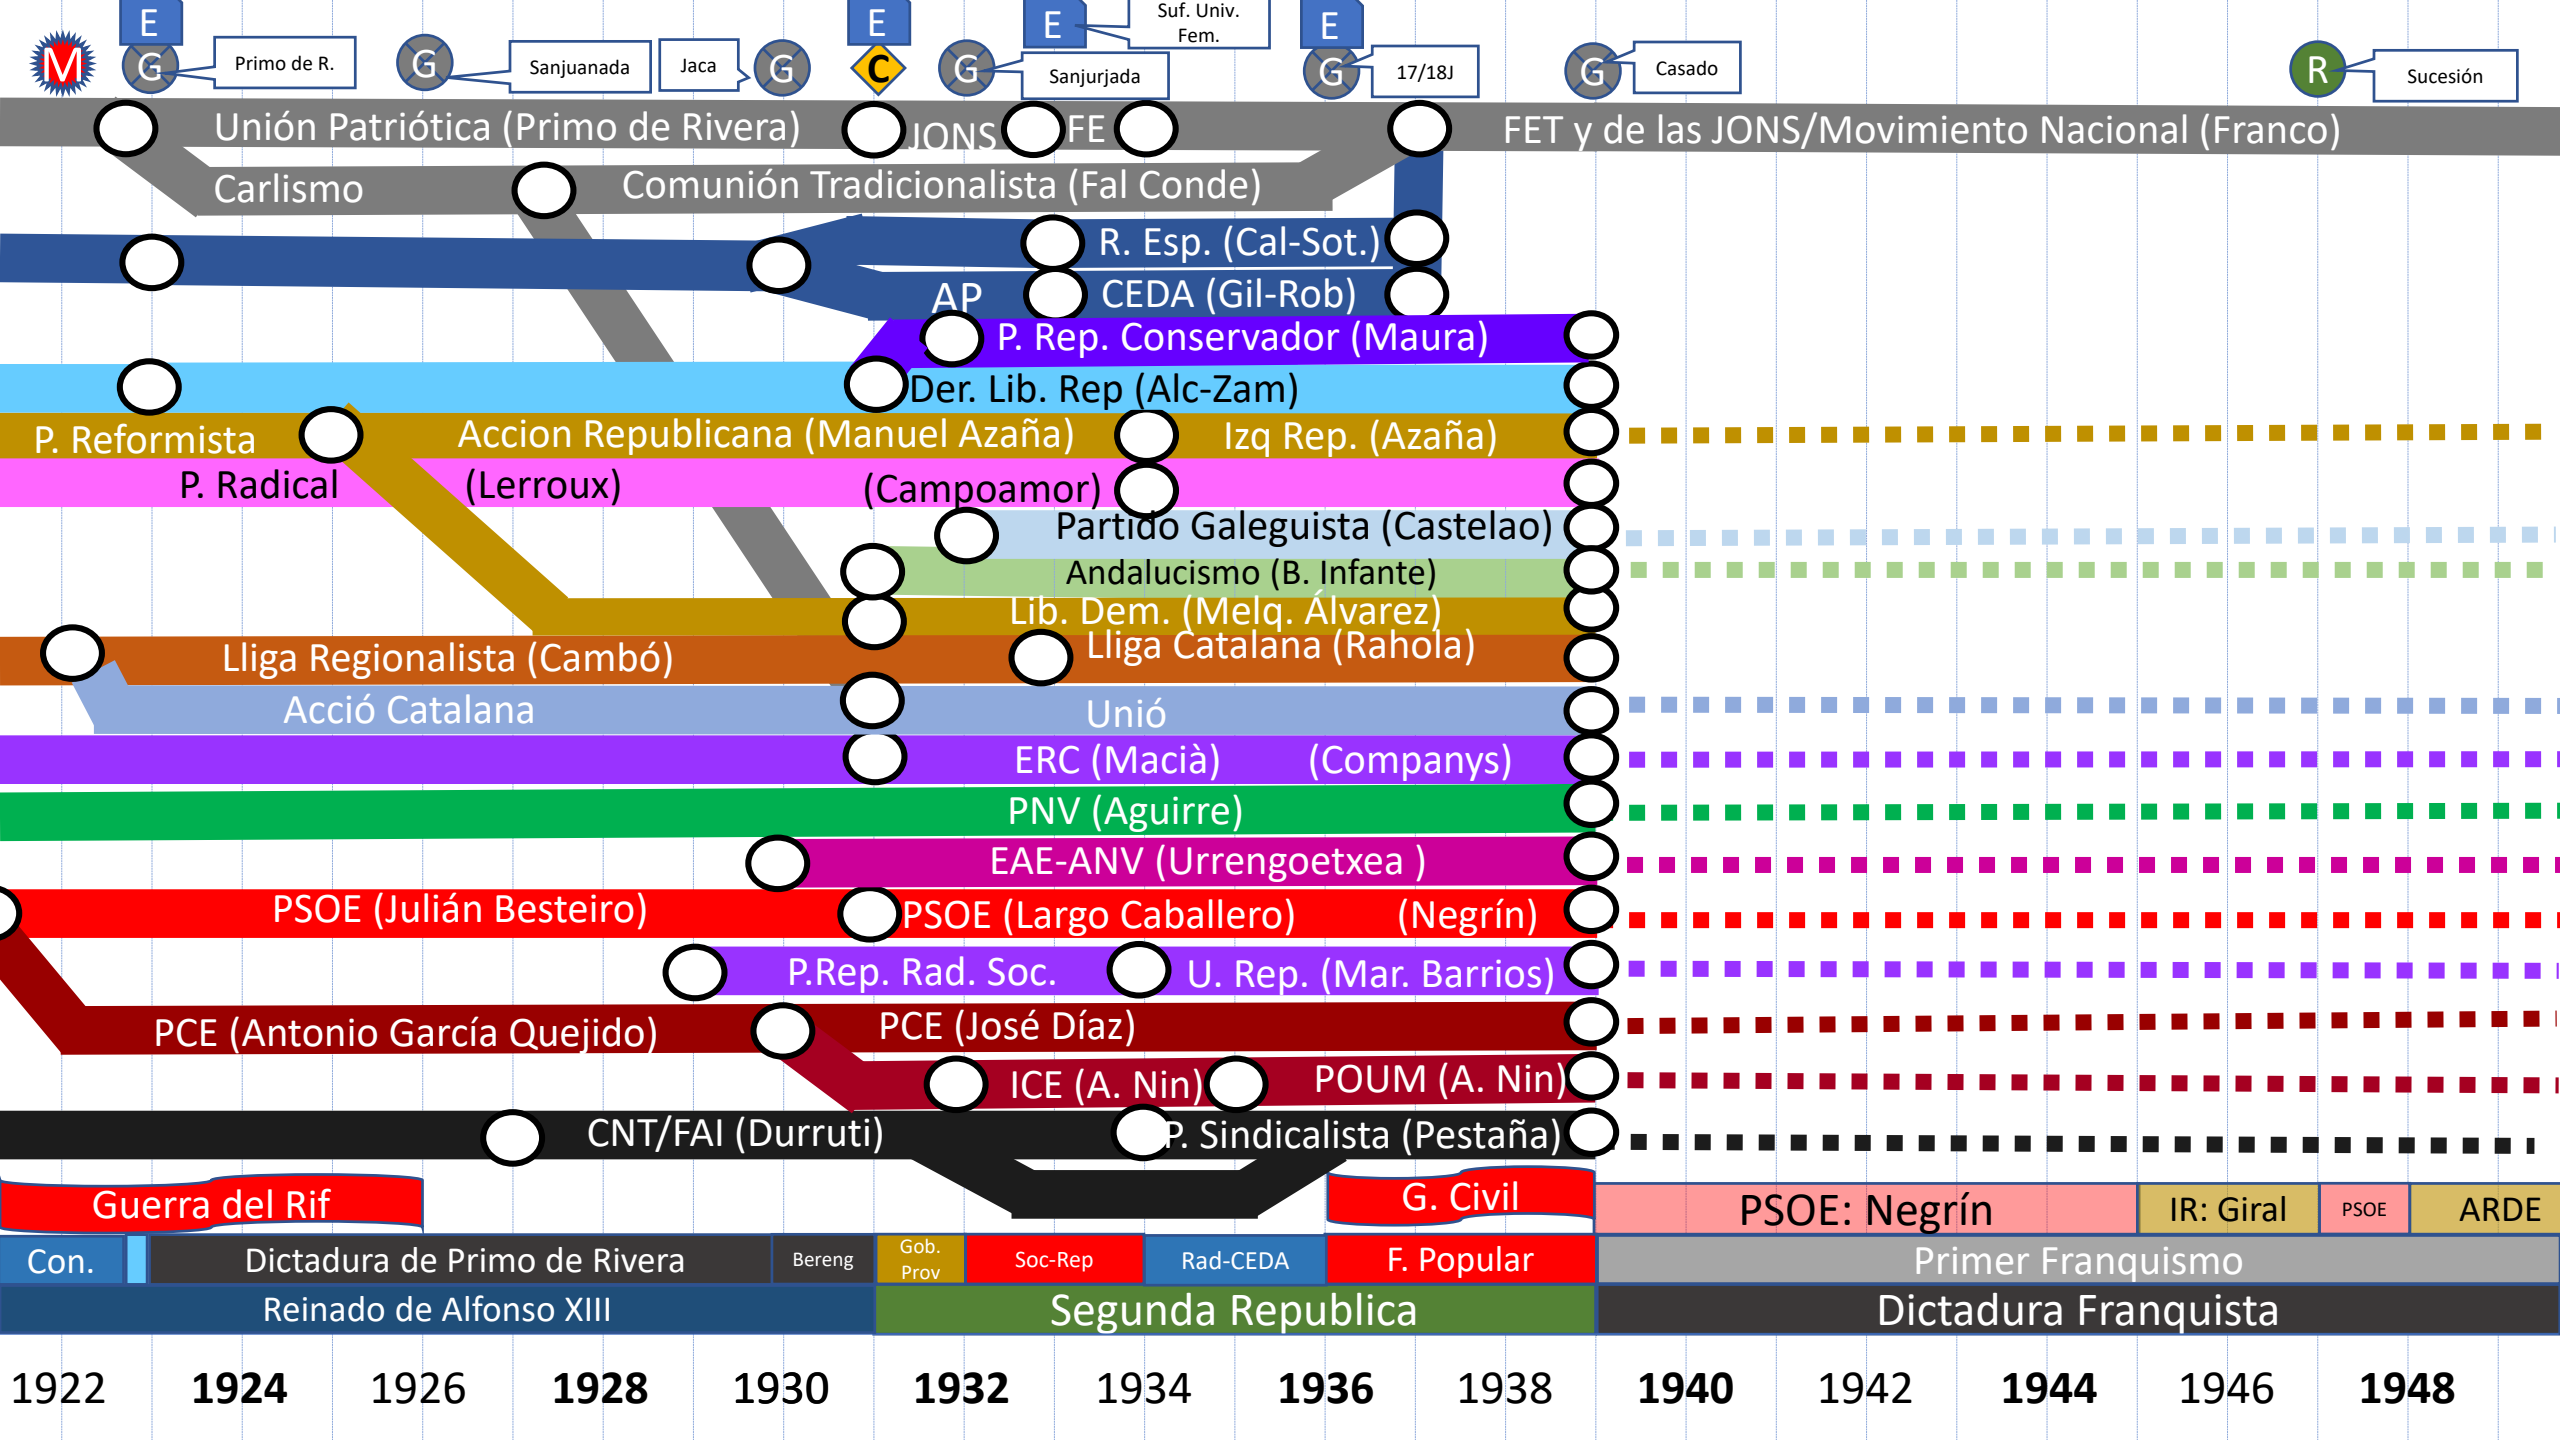 E
E
E
Suf. Univ.
Fem.
E
M
G
Primo de R.
G
Sanjuanada
Jaca
G
C
G
Sanjurjada
G
17/18J
G
Casado
R
Sucesión
Unión Patriótica (Primo de Rivera)
JONS
FE
FET y de las JONS/Movimiento Nacional (Franco)
Carlismo
Comunión Tradicionalista (Fal Conde)
R. Esp. (Cal-Sot.)
AP
CEDA (Gil-Rob)
P. Rep. Conservador (Maura)
Der. Lib. Rep (Alc-Zam)
P. Reformista
Accion Republicana (Manuel Azaña)
Izq Rep. (Azaña)
P. Radical
(Lerroux)
(Campoamor)
Partido Galeguista (Castelao)
Andalucismo (B. Infante)
Lib. Dem. (Melq. Álvarez)
Lliga Regionalista (Cambó)
Lliga Catalana (Rahola)
Acció Catalana
Unió
ERC (Macià)
(Companys)
PNV (Aguirre)
EAE-ANV (Urrengoetxea )
PSOE (Julián Besteiro)
PSOE (Largo Caballero)
(Negrín)
P.Rep. Rad. Soc.
U. Rep. (Mar. Barrios)
PCE (Antonio García Quejido)
PCE (José Díaz)
ICE (A. Nin)
POUM (A. Nin)
CNT/FAI (Durruti)
P. Sindicalista (Pestaña)
Guerra del Rif
G. Civil
PSOE: Negrín
IR: Giral
PSOE
ARDE
Con.
Dictadura de Primo de Rivera
Bereng
Gob.
Prov
Soc-Rep
Rad-CEDA
F. Popular
Primer Franquismo
Reinado de Alfonso XIII
Segunda Republica
Dictadura Franquista
1922
1924
1926
1928
1930
1932
1934
1936
1938
1940
1942
1944
1946
1948